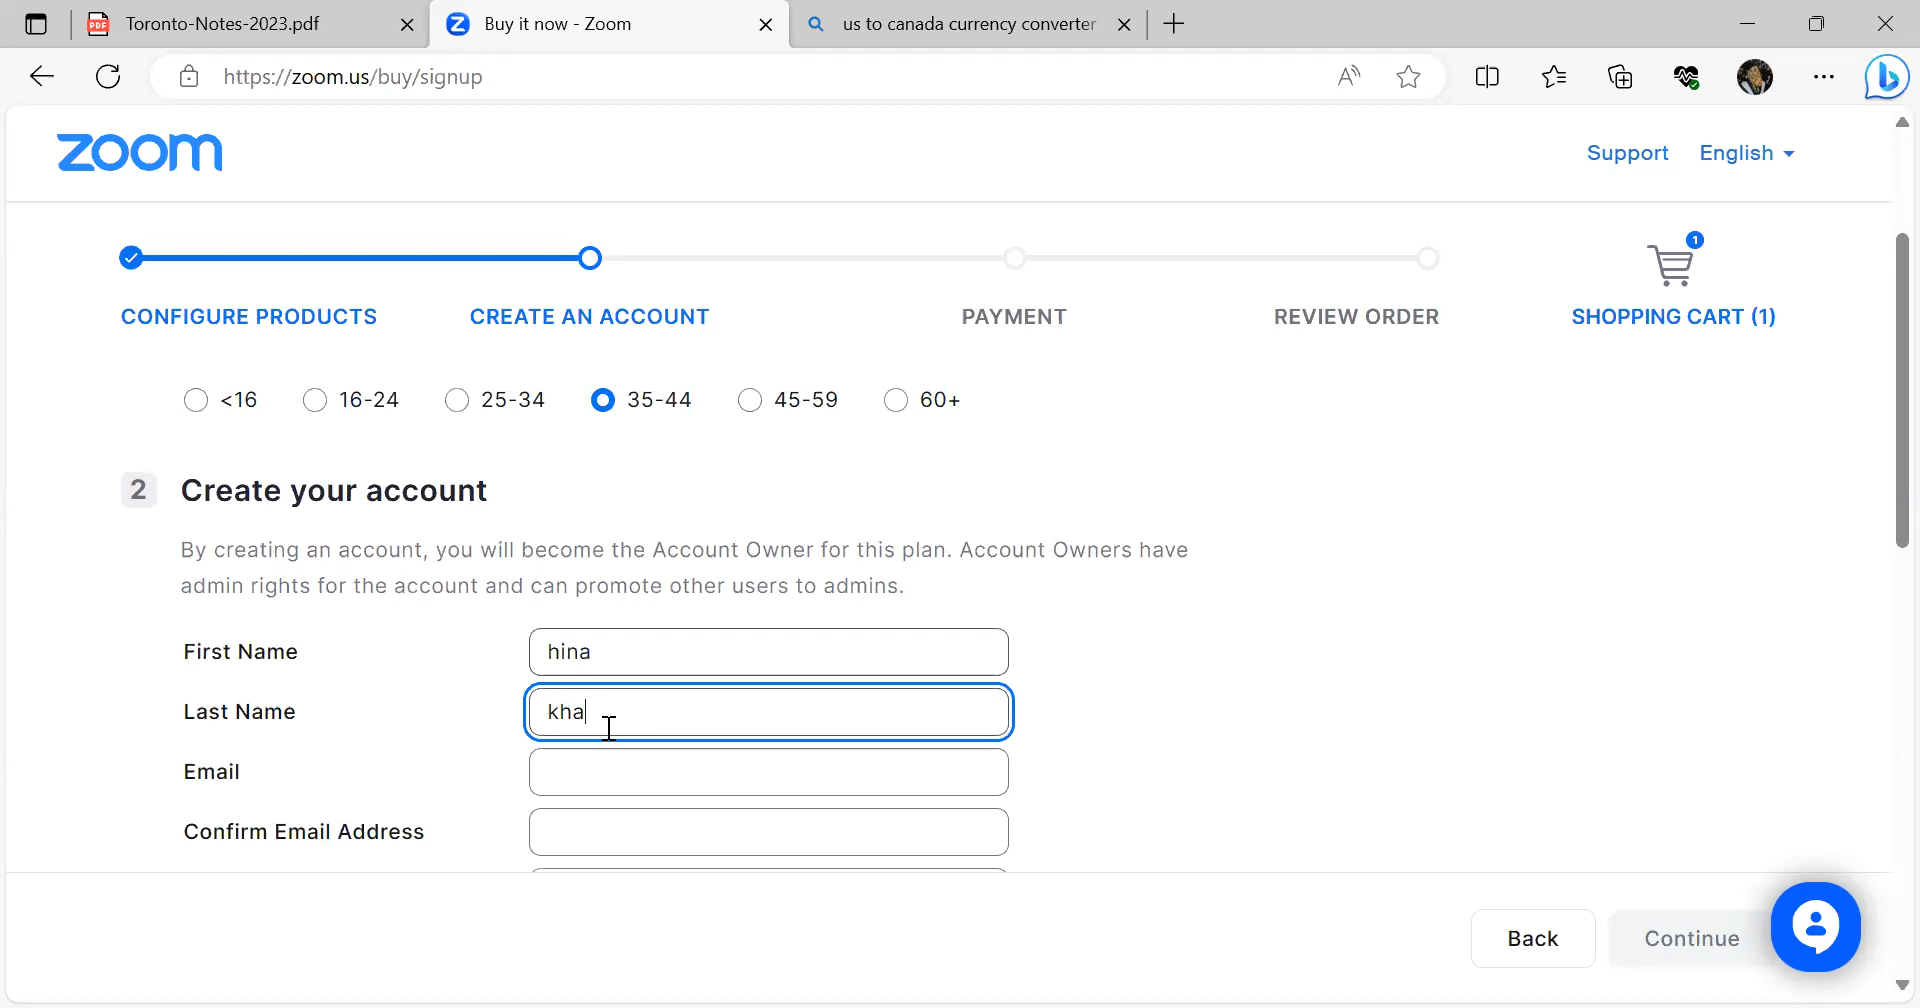 Toronto-Notes-2023.pdf
Buy it now - Zoom
us to canada currency converter
https://zoom.us/buy/signup
zoom
Support English
1
CONFIGURE PRODUCTS CREATE AN ACCOUNT PAYMENT REVIEW ORDER SHOPPING CART (1)
<16 16-24 25-34 35-44 45-59 60+
2 Create your account
By creating an account, you will become the Account Owner for this plan. Account Owners have
admin rights for the account and can promote other users to admins.
First Name hina
Last Name kha
Email
Confirm Email Address
Back Continue